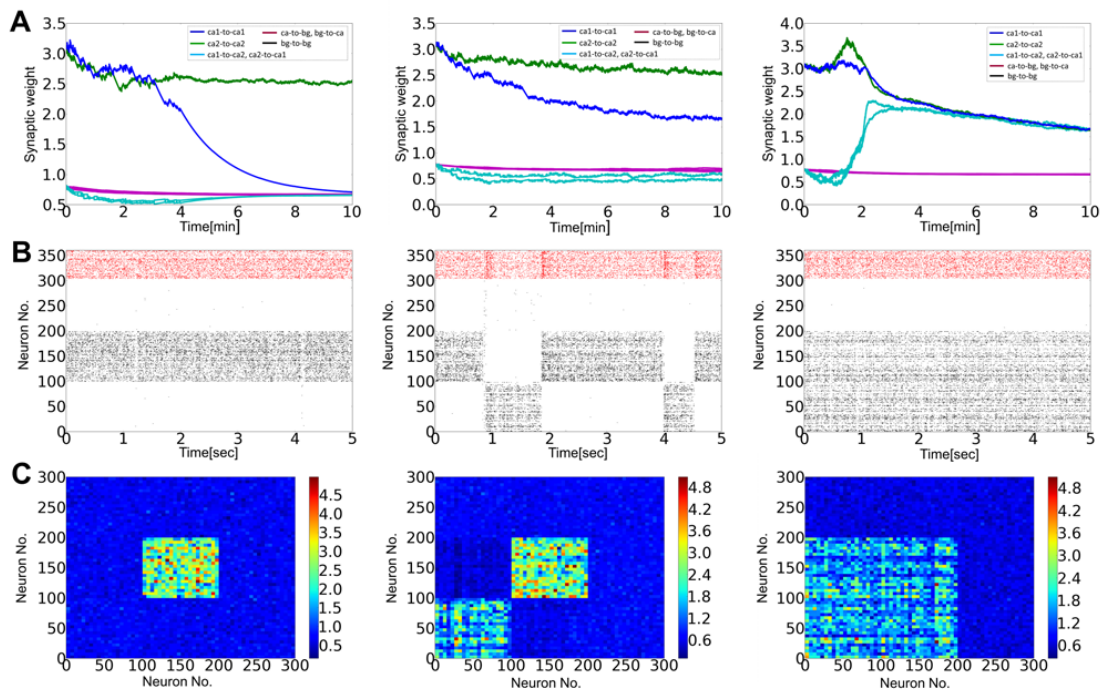 A
3.5
3.0
2.5
2.0
1.5
1.0
0.5
Synaptic weight
ca1-to-ca1
ca2-to-ca2
ca1-to-ca2, ca2-to-ca1
ca-to-bg, bg-to-ca
bg-to-bg
0 2 4 6 8 10
Time[min]
3.5
3.0
2.5
2.0
1.5
1.0
0.5
0.0
Synaptic weight
ca1-to-ca1
ca2-to-ca2
ca1-to-ca2, ca2-to-ca1
ca-to-bg, bg-to-ca
bg-to-bg
0 2 4 6 8 10
Time[min]
4.0
3.5
3.0
2.5
2.0
1.5
1.0
0.5
0.0
Synaptic weight
ca1-to-ca1
ca2-to-ca2
ca1-to-ca2, ca2-to-ca1
ca-to-bg, bg-to-ca
bg-to-bg
0 2 4 6 8 10
Time[min]
B
350
300
250
200
150
100
50
0
Neuron No.
0 1 2 3 4 5
Time[sec]
350
300
250
200
150
100
50
0
Neuron No.
0 1 2 3 4 5
Time[sec]
350
300
250
200
150
100
50
0
Neuron No.
0 1 2 3 4 5
Time[sec]
C
300
250
200
150
100
50
0
Neuron No.
0 50 100 150 200 250 300
Neuron No.
4.5
4.0
3.5
3.0
2.5
2.0
1.5
1.0
0.5
300
250
200
150
100
50
0
Neuron No.
0 50 100 150 200 250 300
Neuron No.
4.8
4.2
3.6
3.0
2.4
1.8
1.2
0.6
300
250
200
150
100
50
0
Neuron No.
0 50 100 150 200 250 300
Neuron No.
4.8
4.2
3.6
3.0
2.4
1.8
1.2
0.6